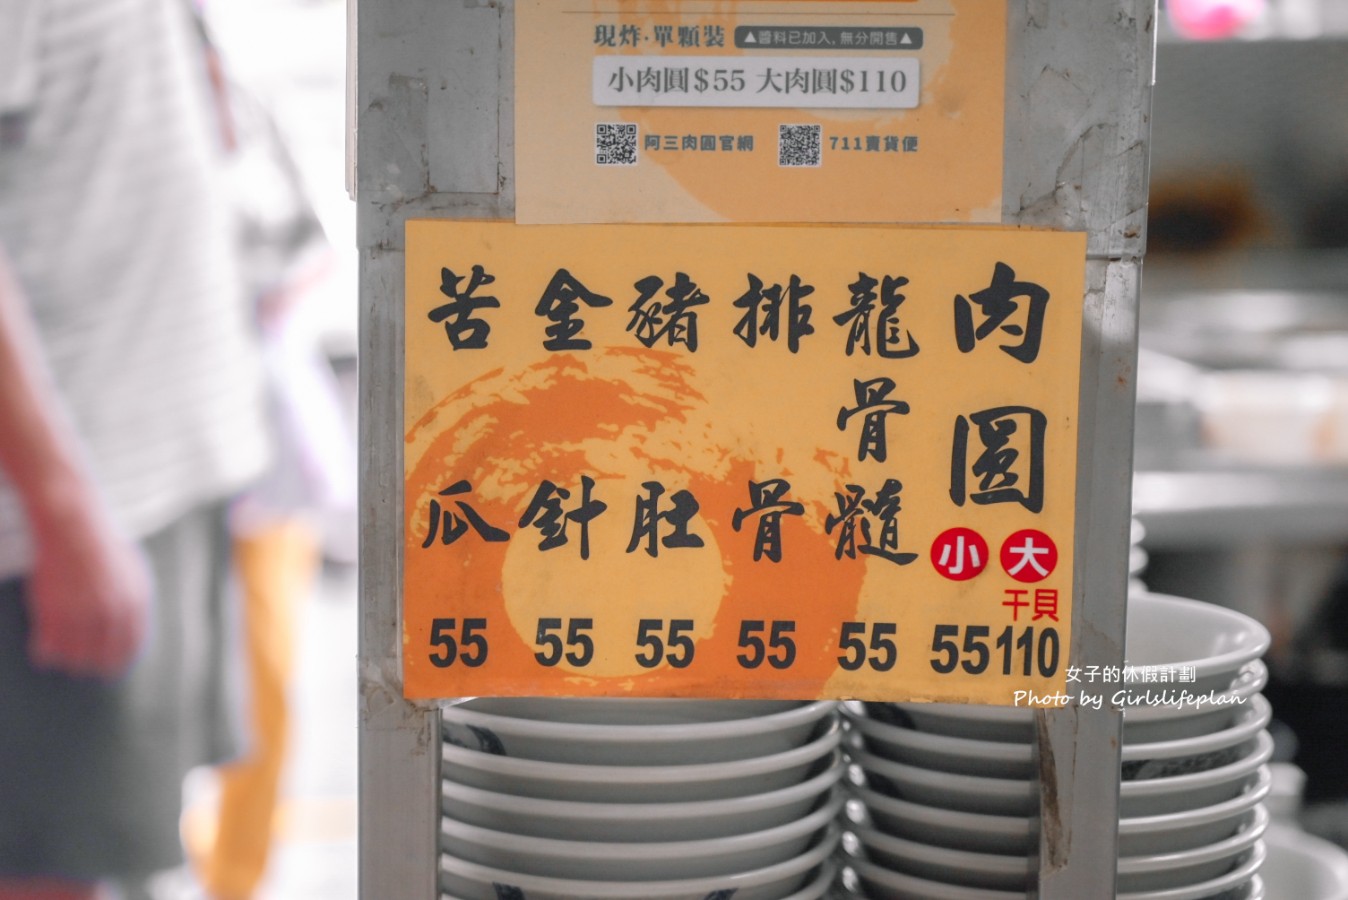 現炸·單顆裝 ▲醬料已加入,無分開售▲
小肉圓$55 大肉圓$110
阿三肉圓官網 711賣貨便
肉圓
小 大
干貝
55 110
龍骨髓
55
排骨
55
豬肚
55
金針
55
苦瓜
55
女子的休假計劃
Photo by Girlslifeplan